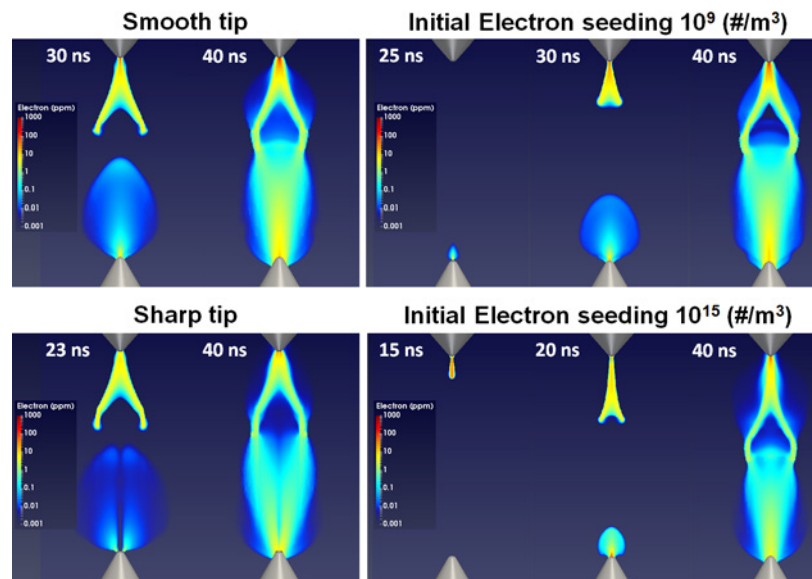 Smooth tip
30 ns
40 ns
Electron (ppm)
1000
100
10
1
0.1
0.01
0.001
Initial Electron seeding 10⁹ (#/m³)
25 ns
30 ns
40 ns
Electron (ppm)
1000
100
10
1
0.1
0.01
0.001
Sharp tip
23 ns
40 ns
Electron (ppm)
1000
100
10
1
0.1
0.01
0.001
Initial Electron seeding 10¹⁵ (#/m³)
15 ns
20 ns
40 ns
Electron (ppm)
1000
100
10
1
0.1
0.01
0.001